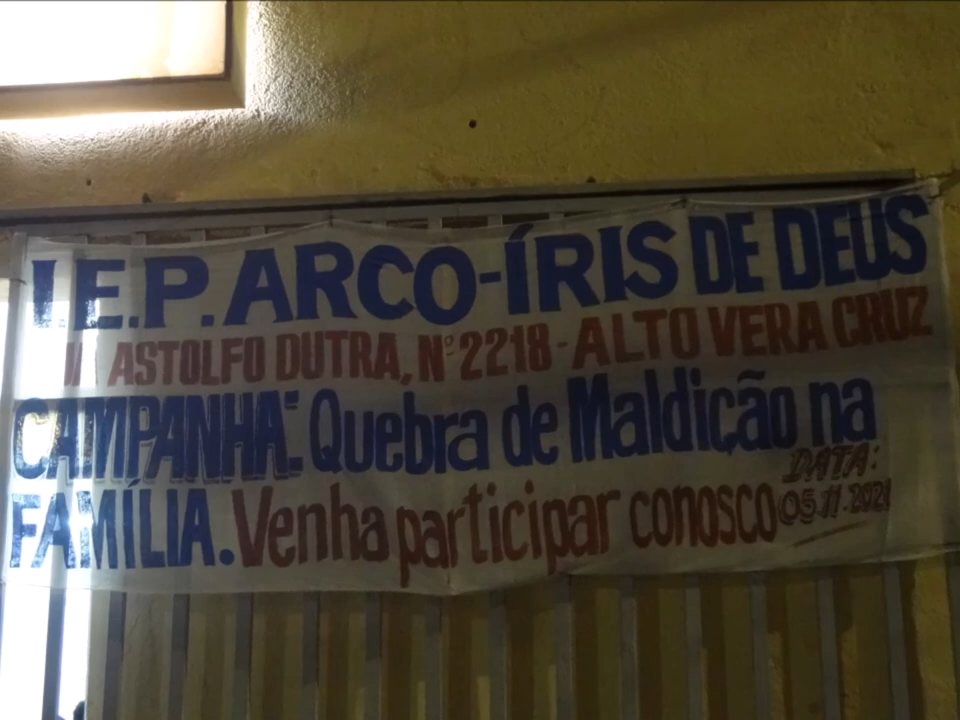 I.E.P. ARCO-ÍRIS DE DEUS
ASTOLFO DUTRA, Nº 2218 - ALTO VERA CRUZ
CAMPANHA: Quebra de Maldição na
FAMÍLIA. Venha participar conosco
DATA:
05-11-2021